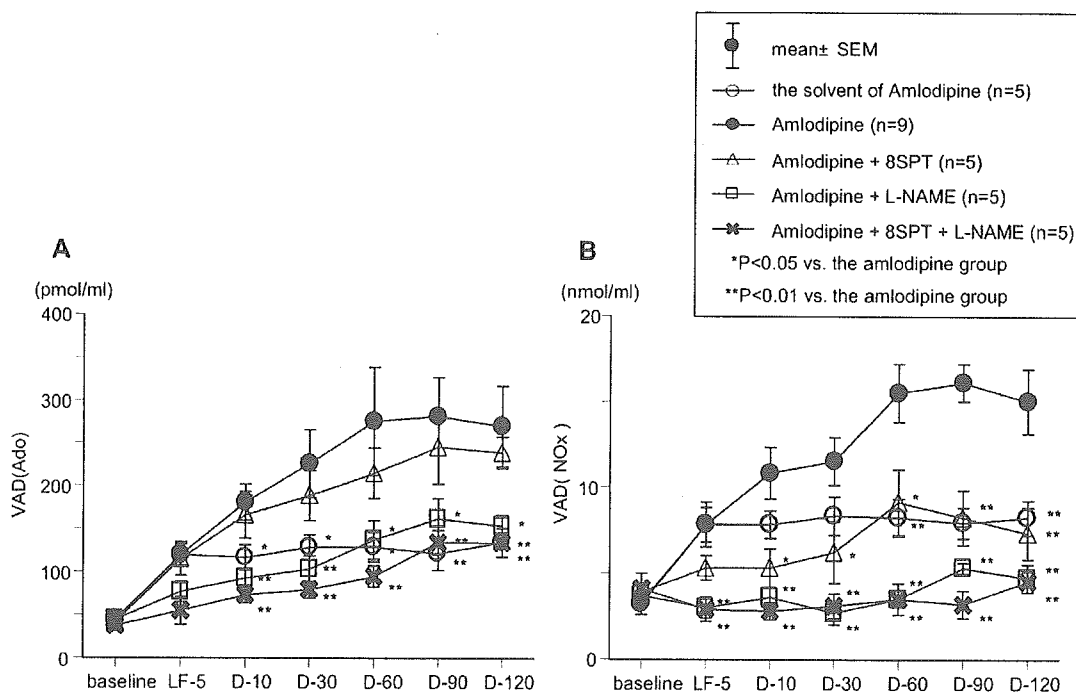 mean± SEM
the solvent of Amlodipine (n=5)
Amlodipine (n=9)
Amlodipine + 8SPT (n=5)
Amlodipine + L-NAME (n=5)
Amlodipine + 8SPT + L-NAME (n=5)
*P<0.05 vs. the amlodipine group
**P<0.01 vs. the amlodipine group
A
(pmol/ml)
400
300
200
100
0
VAD(Ado)
* * * *
* *
** ** ** **
** ** ** **
baseline LF-5 D-10 D-30 D-60 D-90 D-120
B
(nmol/ml)
20
10
0
VAD( NOx )
* ** **
* * ** **
** ** ** ** ** **
** ** ** ** ** **
baseline LF-5 D-10 D-30 D-60 D-90 D-120